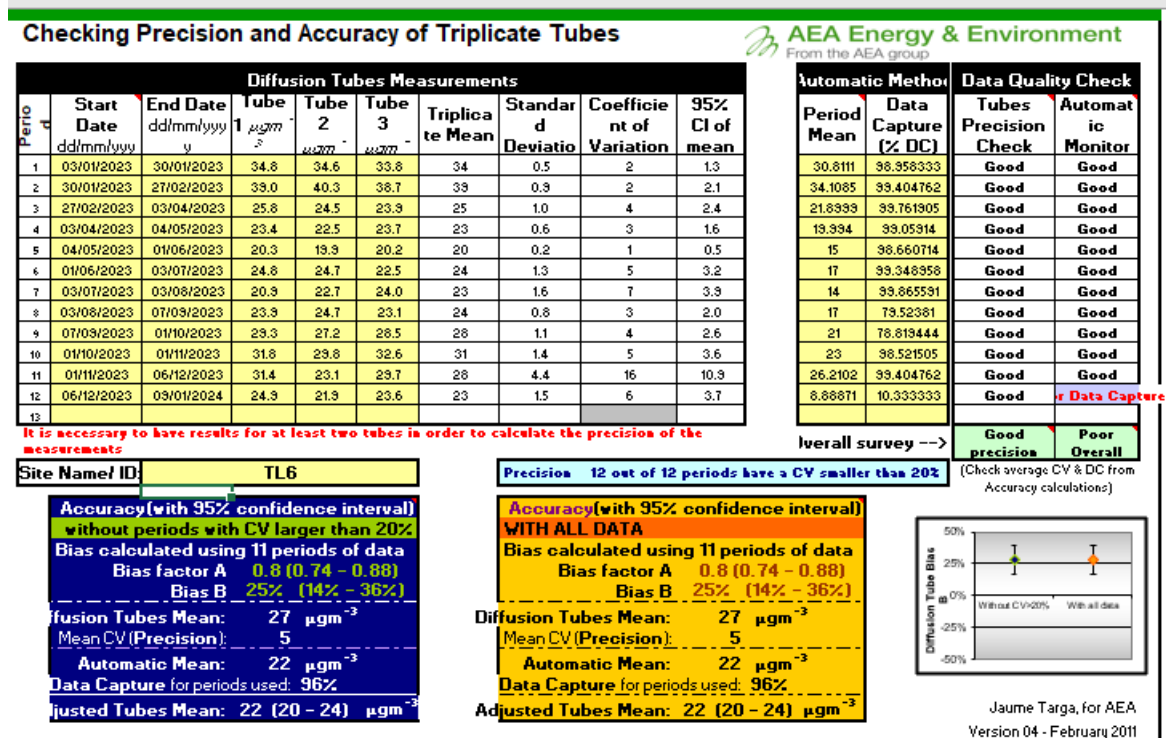 Checking Precision and Accuracy of Triplicate Tubes
AEA Energy & Environment
From the AEA group
Diffusion Tubes Measurements
Automatic Method
Data Quality Check
Period Start Date dd/mm/yyyy End Date dd/mm/yyyy Tube 1 µgm⁻³ Tube 2 µgm⁻³ Tube 3 µgm⁻³ Triplicate Mean Standard Deviatio Coefficient of Variation 95% CI of mean Period Mean Data Capture (% DC) Tubes Precision Check Automatic Monitor
1 03/01/2023 30/01/2023 34.8 34.6 33.8 34 0.5 2 1.3 30.8111 98.958333 Good Good
2 30/01/2023 27/02/2023 39.0 40.3 38.7 39 0.9 2 2.1 34.1085 99.404762 Good Good
3 27/02/2023 03/04/2023 25.8 24.5 23.9 25 1.0 4 2.4 21.8999 99.761905 Good Good
4 03/04/2023 04/05/2023 23.4 22.5 23.7 23 0.6 3 1.6 19.994 99.05914 Good Good
5 04/05/2023 01/06/2023 20.3 19.9 20.2 20 0.2 1 0.5 15 98.660714 Good Good
6 01/06/2023 03/07/2023 24.8 24.7 22.5 24 1.3 5 3.2 17 99.348958 Good Good
7 03/07/2023 03/08/2023 20.9 22.7 24.0 23 1.6 7 3.9 14 99.865591 Good Good
8 03/08/2023 07/09/2023 23.9 24.7 23.1 24 0.8 3 2.0 17 79.52381 Good Good
9 07/09/2023 01/10/2023 29.3 27.2 28.5 28 1.1 4 2.6 21 78.819444 Good Good
10 01/10/2023 01/11/2023 31.8 29.8 32.6 31 1.4 5 3.6 23 98.521505 Good Good
11 01/11/2023 06/12/2023 31.4 23.1 29.7 28 4.4 16 10.9 26.2102 99.404762 Good Good
12 06/12/2023 09/01/2024 24.9 21.9 23.6 23 1.5 6 3.7 8.88871 10.333333 Good r Data Capture
13
It is necessary to have results for at least two tubes in order to calculate the precision of the
measurements
Overall survey --> Good precision Poor Overall
Site Name/ ID: TL6
Precision 12 out of 12 periods have a CV smaller than 20%
(Check average CV & DC from
Accuracy calculations)
Accuracy (with 95% confidence interval)
without periods with CV larger than 20%
Bias calculated using 11 periods of data
Bias factor A 0.8 (0.74 - 0.88)
Bias B 25% (14% - 36%)
ffusion Tubes Mean: 27 µgm⁻³
Mean CV (Precision): 5
Automatic Mean: 22 µgm⁻³
Data Capture for periods used: 96%
justed Tubes Mean: 22 (20 - 24) µgm⁻³
Accuracy (with 95% confidence interval)
WITH ALL DATA
Bias calculated using 11 periods of data
Bias factor A 0.8 (0.74 - 0.88)
Bias B 25% (14% - 36%)
Diffusion Tubes Mean: 27 µgm⁻³
Mean CV (Precision): 5
Automatic Mean: 22 µgm⁻³
Data Capture for periods used: 96%
Adjusted Tubes Mean: 22 (20 - 24) µgm⁻³
Diffusion Tube Bias B
50%
25%
0%
-25%
-50%
Without CV>20%
With all data
Jaume Targa, for AEA
Version 04 - February 2011